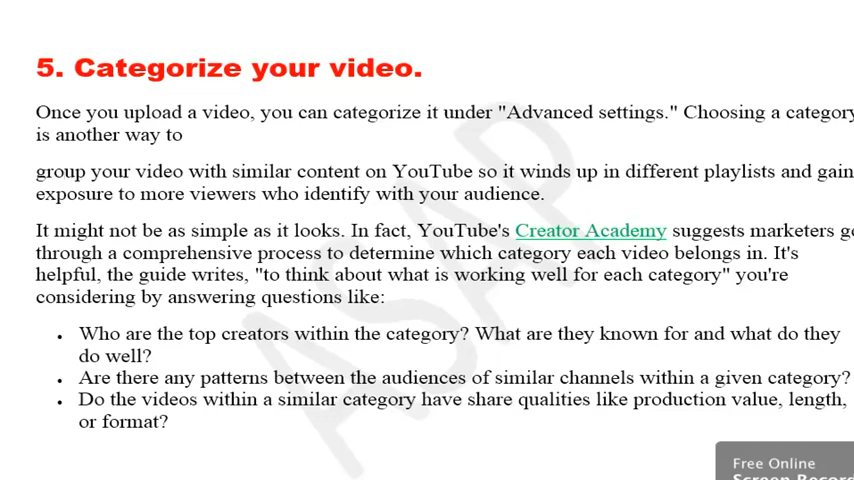 5. Categorize your video.
Once you upload a video, you can categorize it under "Advanced settings." Choosing a category
is another way to
group your video with similar content on YouTube so it winds up in different playlists and gain
exposure to more viewers who identify with your audience.
It might not be as simple as it looks. In fact, YouTube's Creator Academy suggests marketers go
through a comprehensive process to determine which category each video belongs in. It's
helpful, the guide writes, "to think about what is working well for each category" you're
considering by answering questions like:
• Who are the top creators within the category? What are they known for and what do they
do well?
• Are there any patterns between the audiences of similar channels within a given category?
• Do the videos within a similar category have share qualities like production value, length,
or format?
ASAP
Free Online
Screen Recor